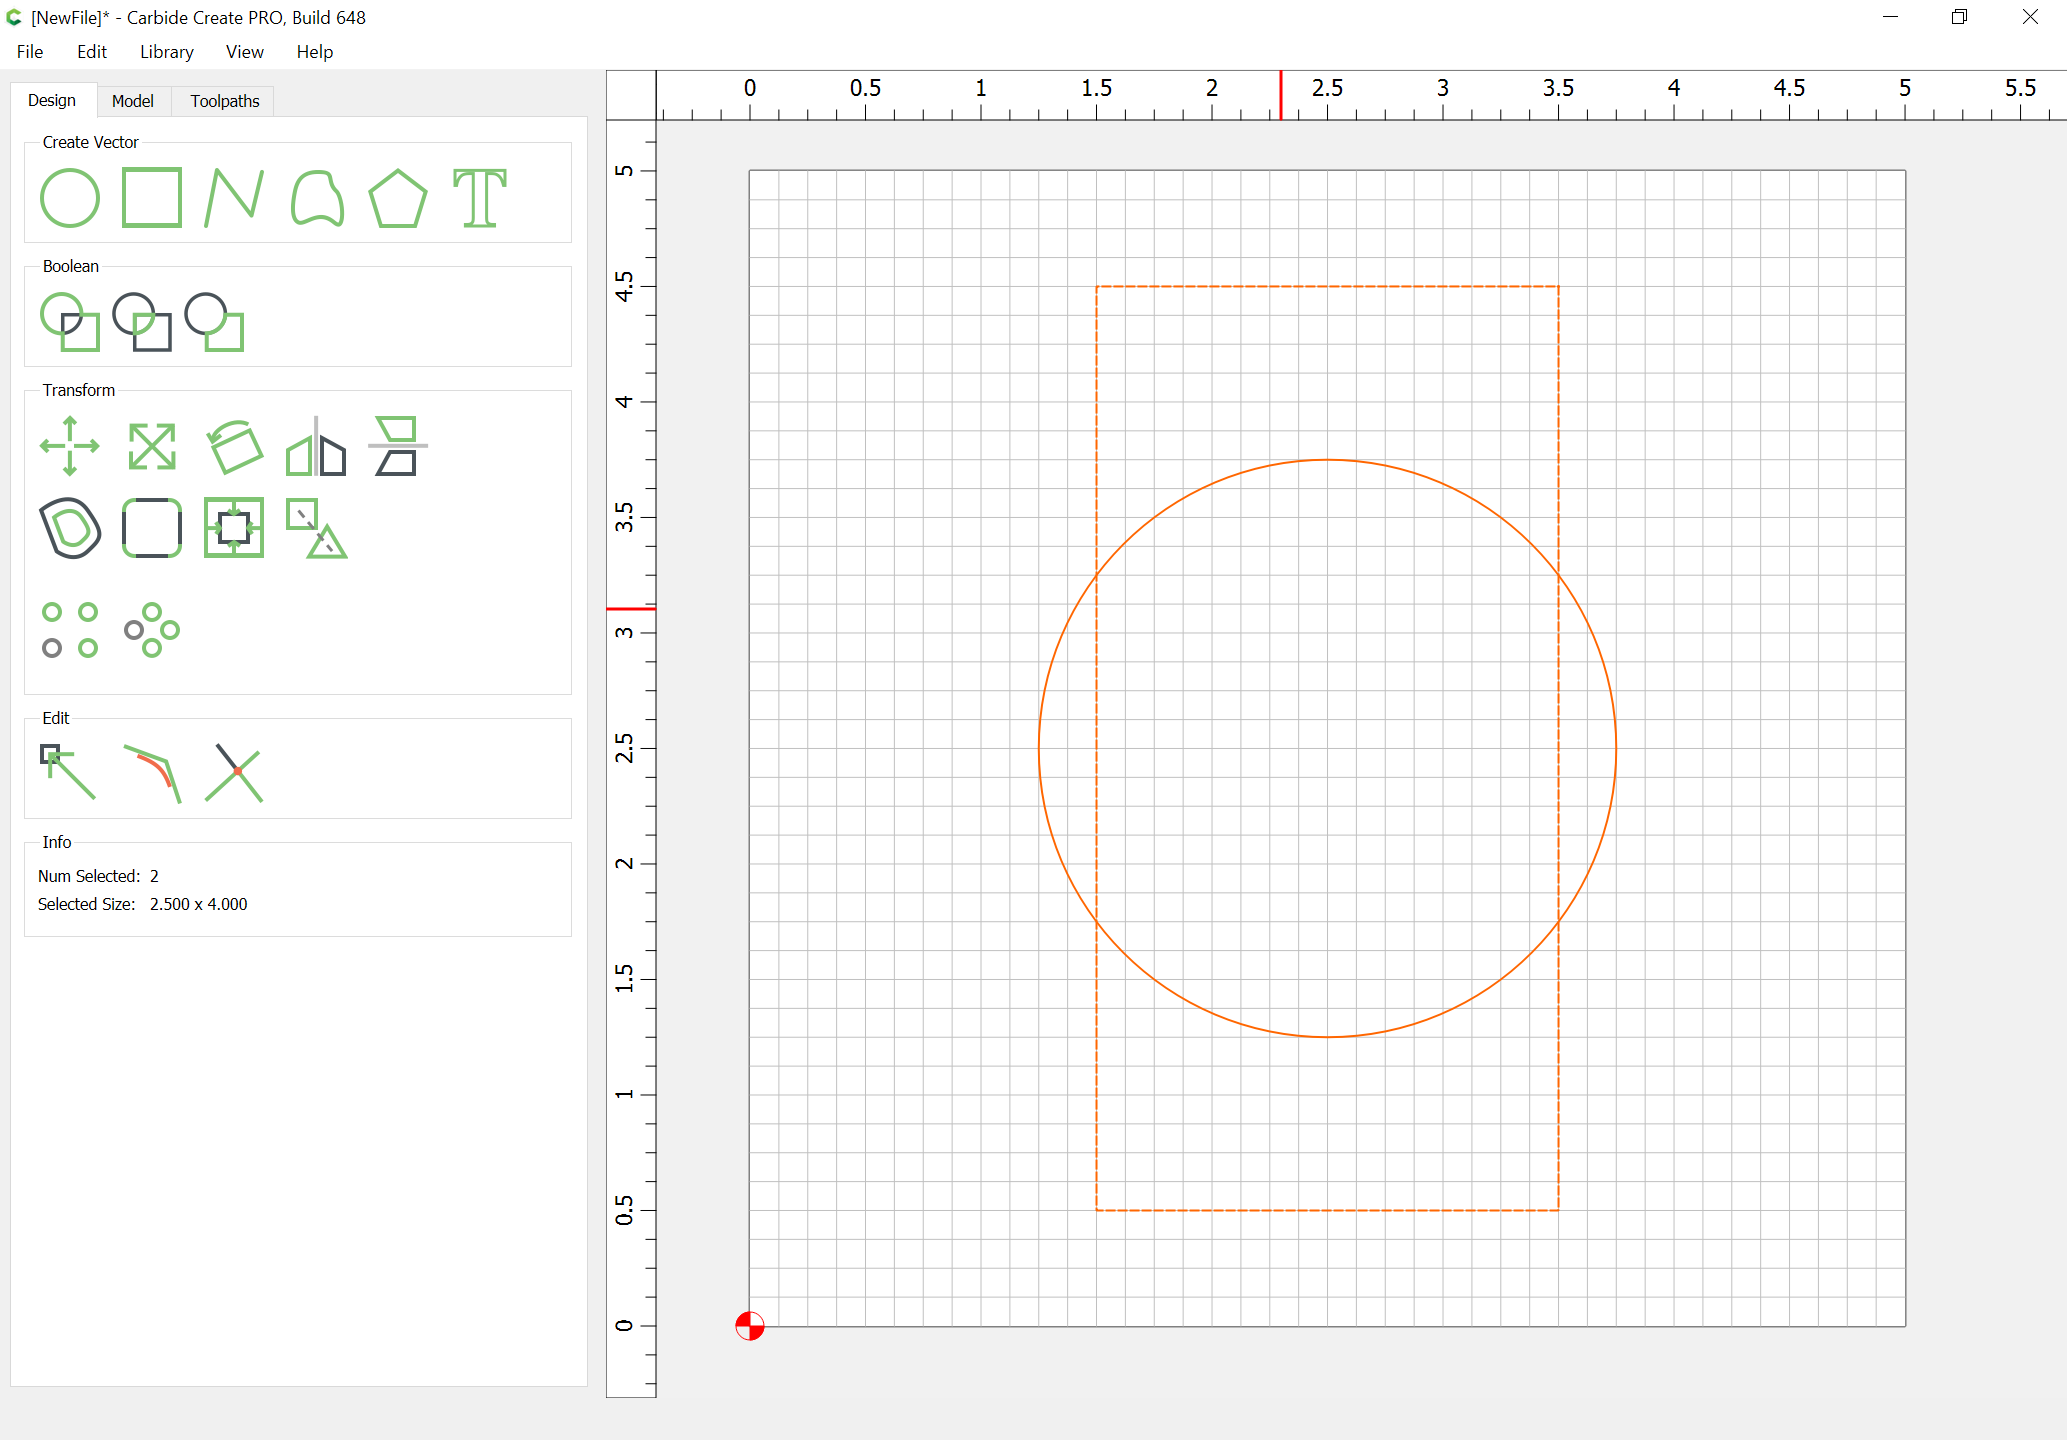 [NewFile]* - Carbide Create PRO, Build 648
File Edit Library View Help
Design Model Toolpaths
Create Vector
Boolean
Transform
Edit
Info
Num Selected: 2
Selected Size: 2.500 x 4.000
0 0.5 1 1.5 2 2.5 3 3.5 4 4.5 5 5.5
5
4.5
4
3.5
3
2.5
2
1.5
1
0.5
0